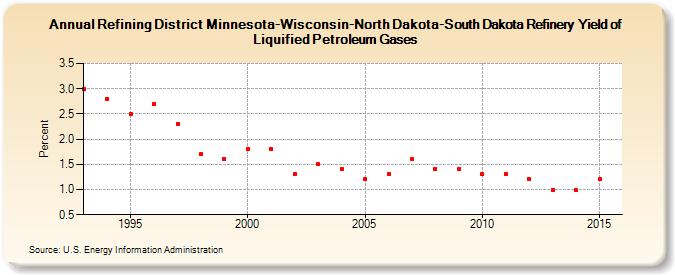 Annual Refining District Minnesota-Wisconsin-North Dakota-South Dakota Refinery Yield of
Liquified Petroleum Gases
Percent
3.5
3.0
2.5
2.0
1.5
1.0
0.5
1995 2000 2005 2010 2015
Source: U.S. Energy Information Administration